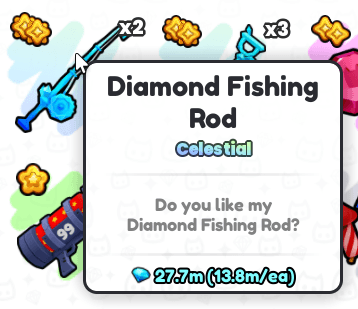 x2
x3
Diamond Fishing
Rod
Celestial
Do you like my
Diamond Fishing Rod?
27.7m (13.8m/ea)
99